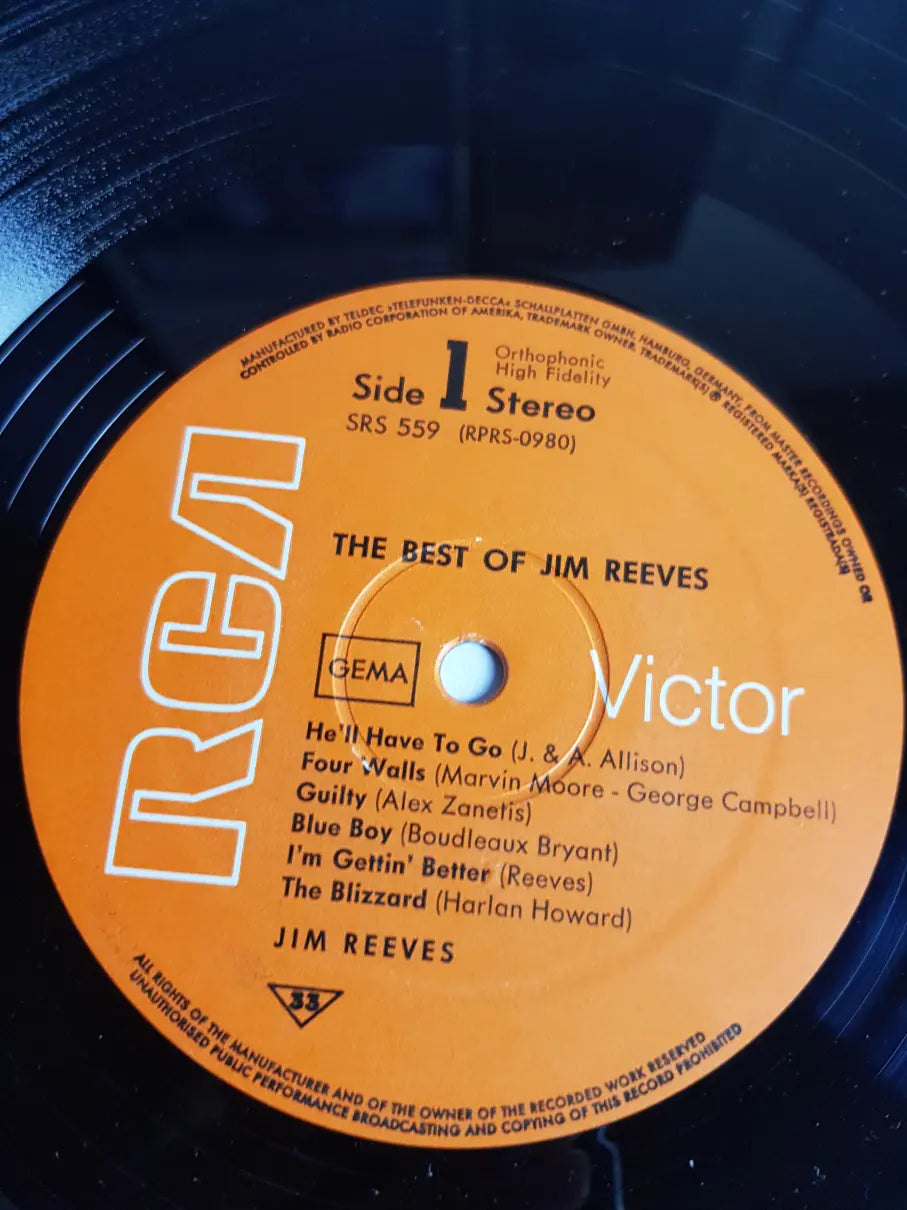 MANUFACTURED BY TELDEC »TELEFUNKEN-DECCA« SCHALLPLATTEN GMBH, HAMBURG, GERMANY, FROM MASTER RECORDINGS OWNED OR
CONTROLLED BY RADIO CORPORATION OF AMERIKA, TRADEMARK OWNER. TRADEMARK(S) ® REGISTERED MARKA(S) REGISTRADA(S)
Side 1
Orthophonic
High Fidelity
Stereo
SRS 559 (RPRS-0980)
RCA
THE BEST OF JIM REEVES
GEMA
Victor
He'll Have To Go (J. & A. Allison)
Four Walls (Marvin Moore - George Campbell)
Guilty (Alex Zanetis)
Blue Boy (Boudleaux Bryant)
I'm Gettin' Better (Reeves)
The Blizzard (Harlan Howard)
JIM REEVES
33
ALL RIGHTS OF THE MANUFACTURER AND OF THE OWNER OF THE RECORDED WORK RESERVED
UNAUTHORISED PUBLIC PERFORMANCE BROADCASTING AND COPYING OF THIS RECORD PROHIBITED